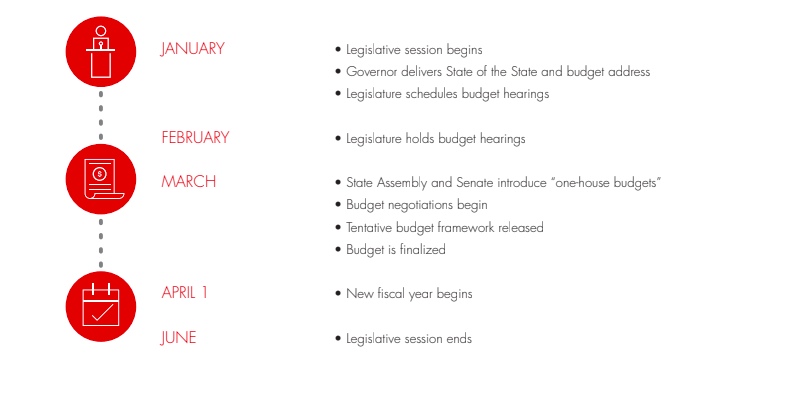 JANUARY
• Legislative session begins
• Governor delivers State of the State and budget address
• Legislature schedules budget hearings
FEBRUARY
• Legislature holds budget hearings
$
MARCH
• State Assembly and Senate introduce “one-house budgets”
• Budget negotiations begin
• Tentative budget framework released
• Budget is finalized
APRIL 1
• New fiscal year begins
JUNE
• Legislative session ends